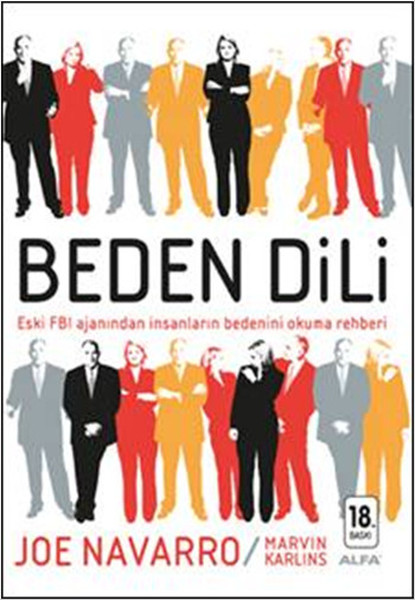 BEDEN DiLi
Eski FBI ajanından insanların bedenini okuma rehberi
18.
BASKI
JOE NAVARRO/
MARVIN
KARLINS
ALFA